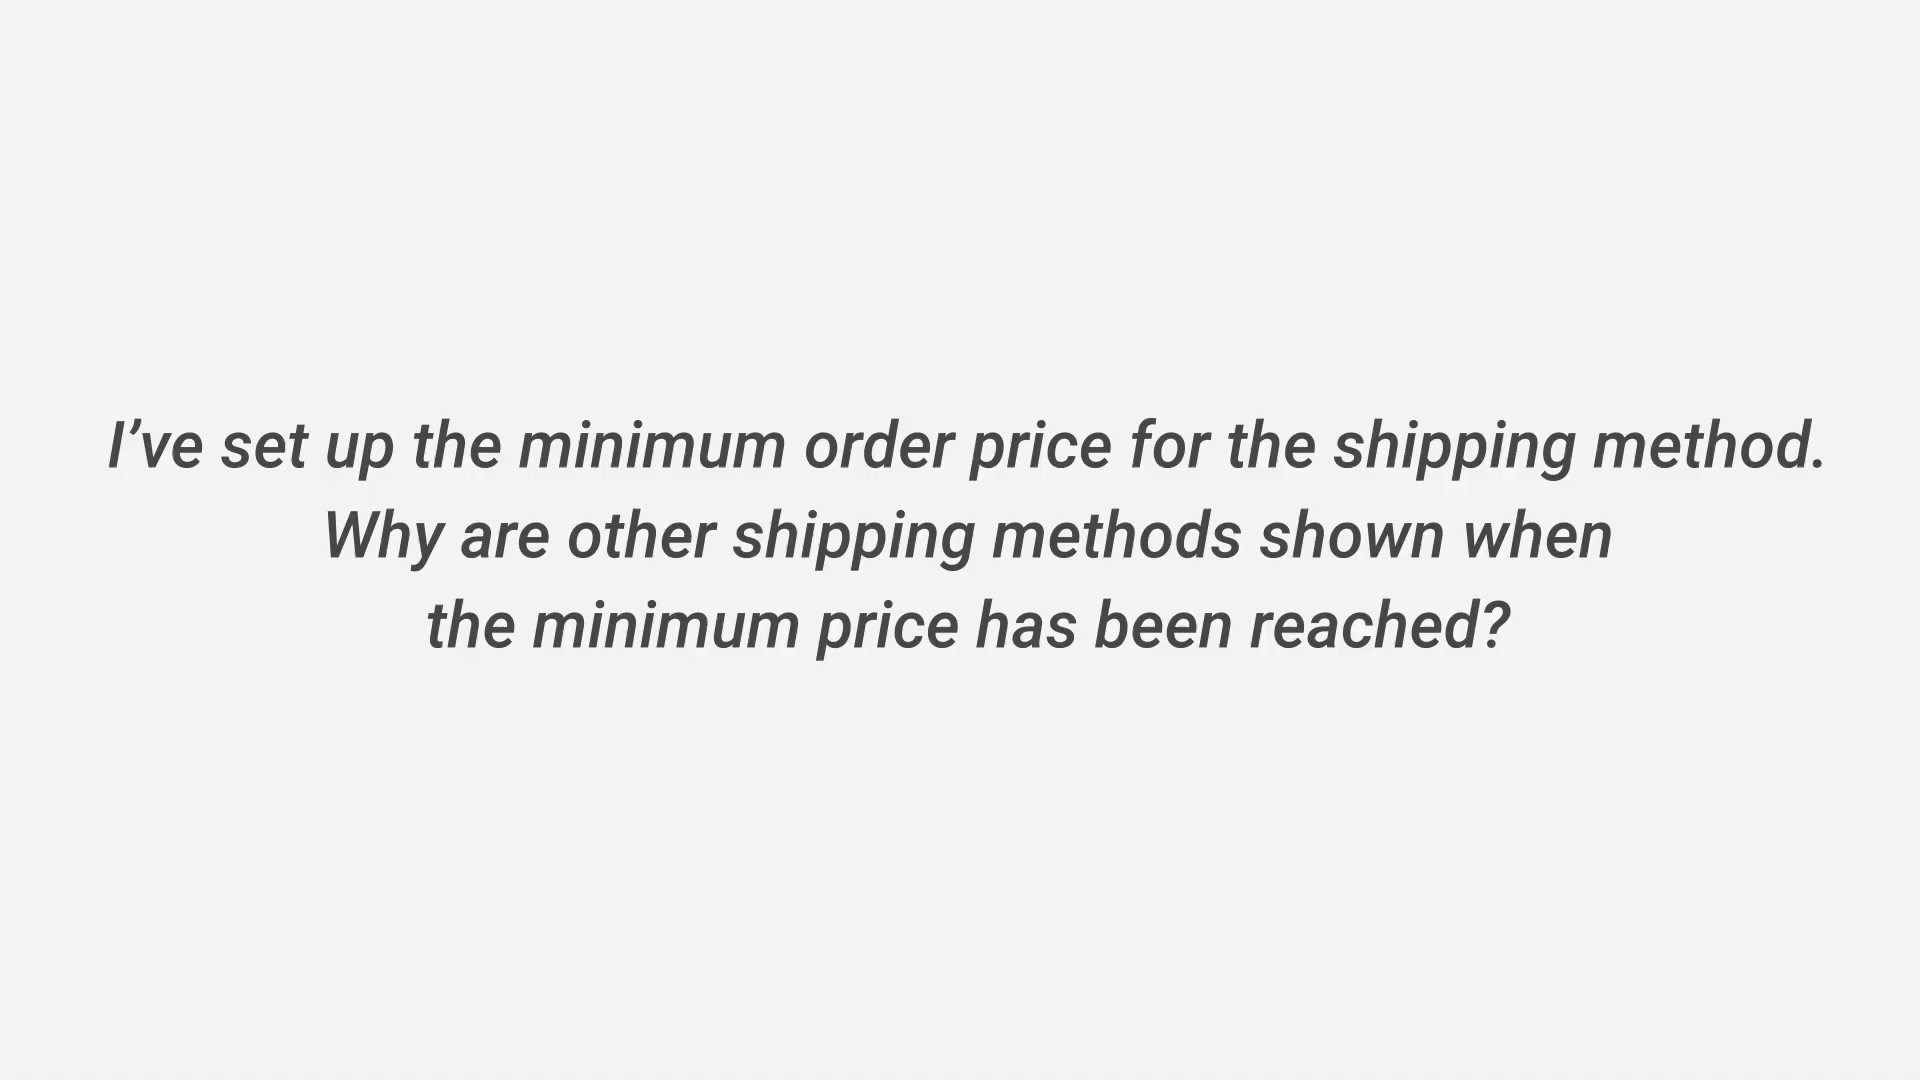 I’ve set up the minimum order price for the shipping method.
Why are other shipping methods shown when
the minimum price has been reached?